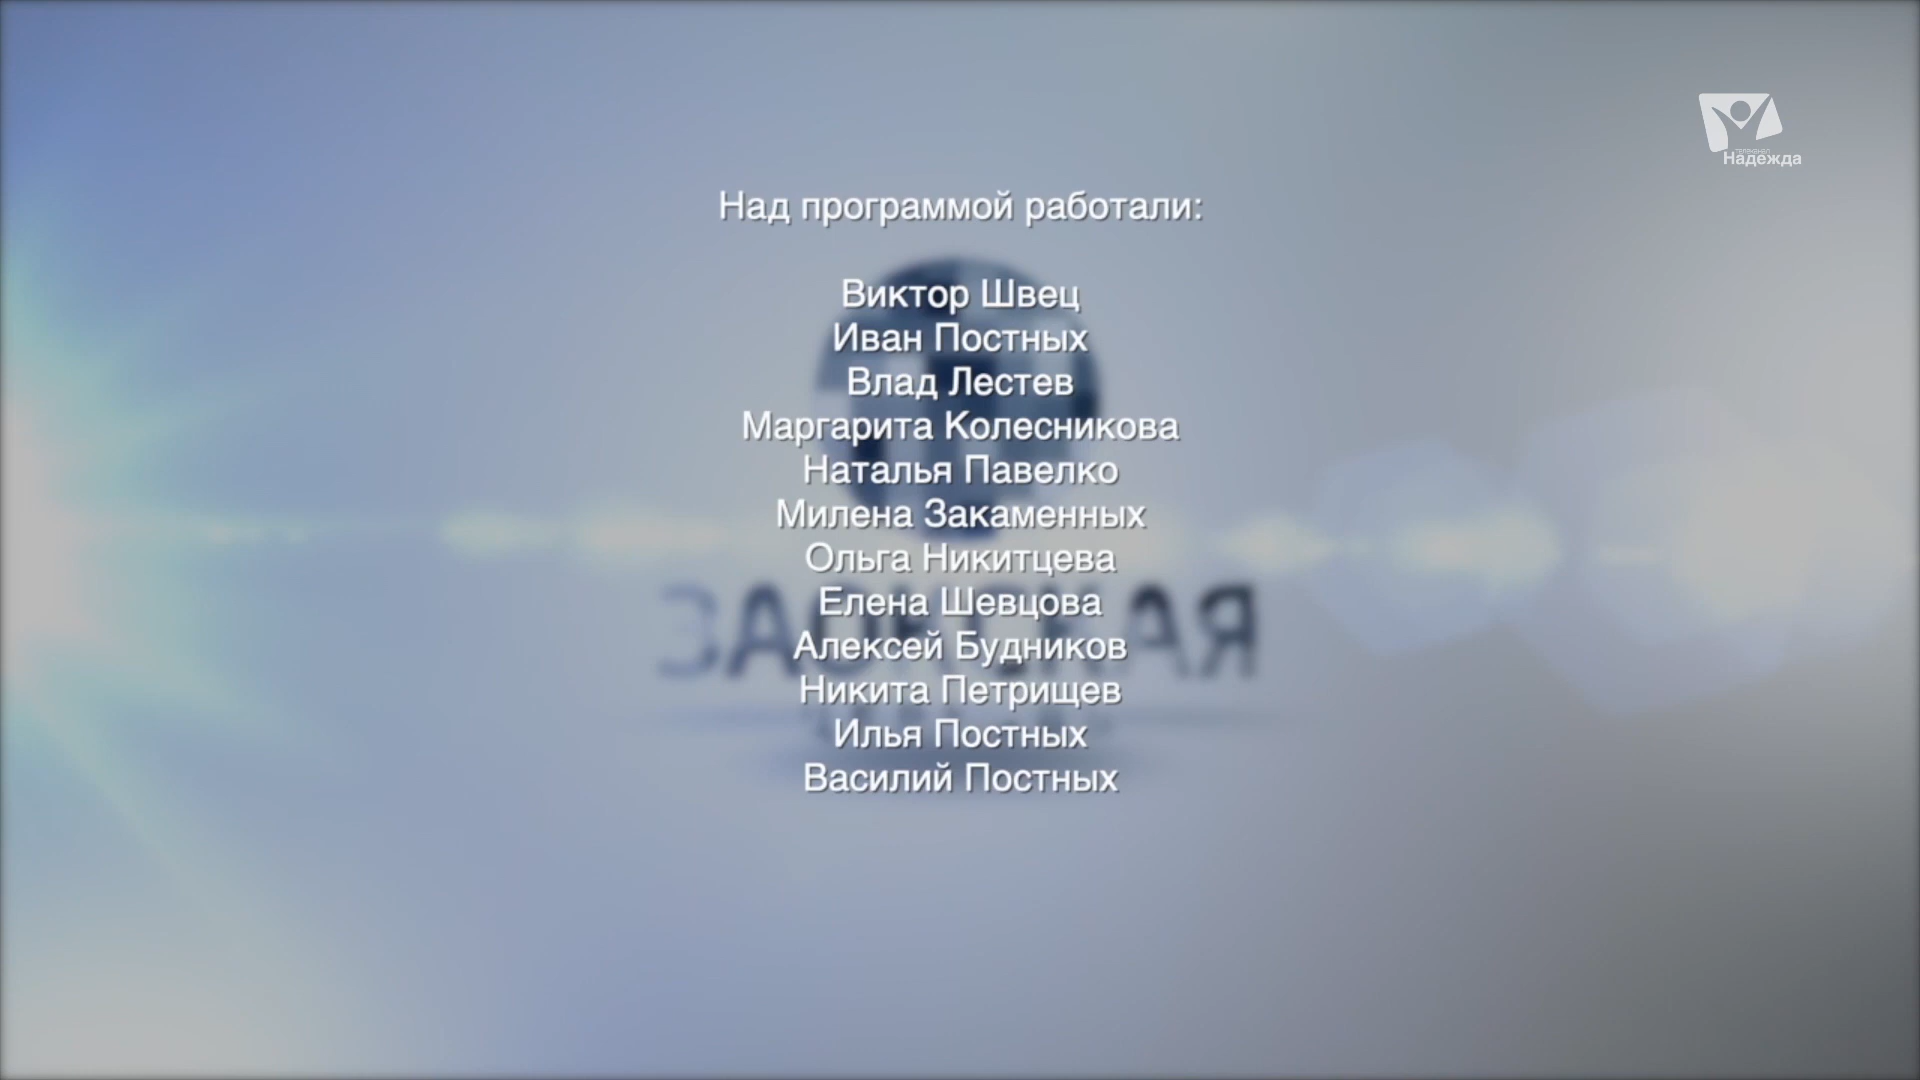 телеканал
Надежда
Над программой работали:
Виктор Швец
Иван Постных
Влад Лестев
Маргарита Колесникова
Наталья Павелко
Милена Закаменных
Ольга Никитцева
Елена Шевцова
Алексей Будников
Никита Петрищев
Илья Постных
Василий Постных